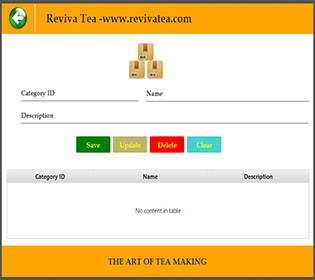 Reviva Tea -www.revivatea.com
Category ID Name
Description
Save Update Delete Clear
Category ID Name Description
No content in table
THE ART OF TEA MAKING